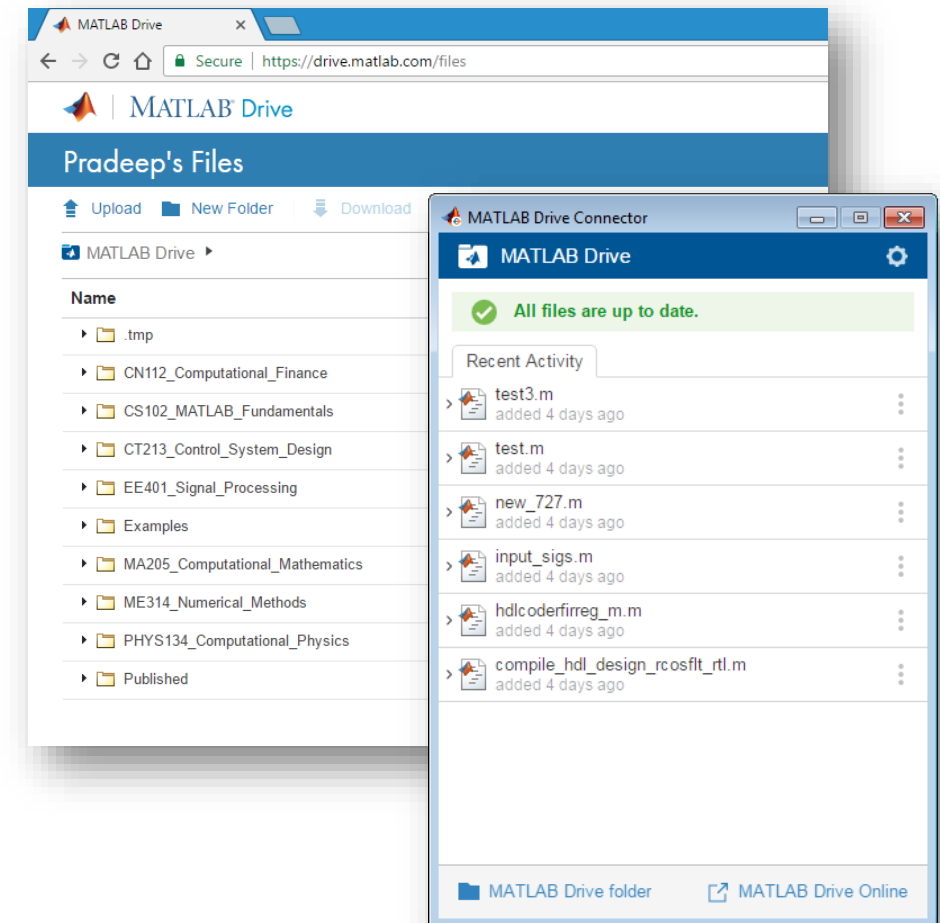 MATLAB Drive
Secure | https://drive.matlab.com/files
MATLAB® Drive
Pradeep's Files
Upload New Folder Download
MATLAB Drive
Name
.tmp
CN112_Computational_Finance
CS102_MATLAB_Fundamentals
CT213_Control_System_Design
EE401_Signal_Processing
Examples
MA205_Computational_Mathematics
ME314_Numerical_Methods
PHYS134_Computational_Physics
Published
MATLAB Drive Connector
MATLAB Drive
All files are up to date.
Recent Activity
test3.m
added 4 days ago
test.m
added 4 days ago
new_727.m
added 4 days ago
input_sigs.m
added 4 days ago
hdlcoderfirreg_m.m
added 4 days ago
compile_hdl_design_rcosflt_rtl.m
added 4 days ago
MATLAB Drive folder MATLAB Drive Online